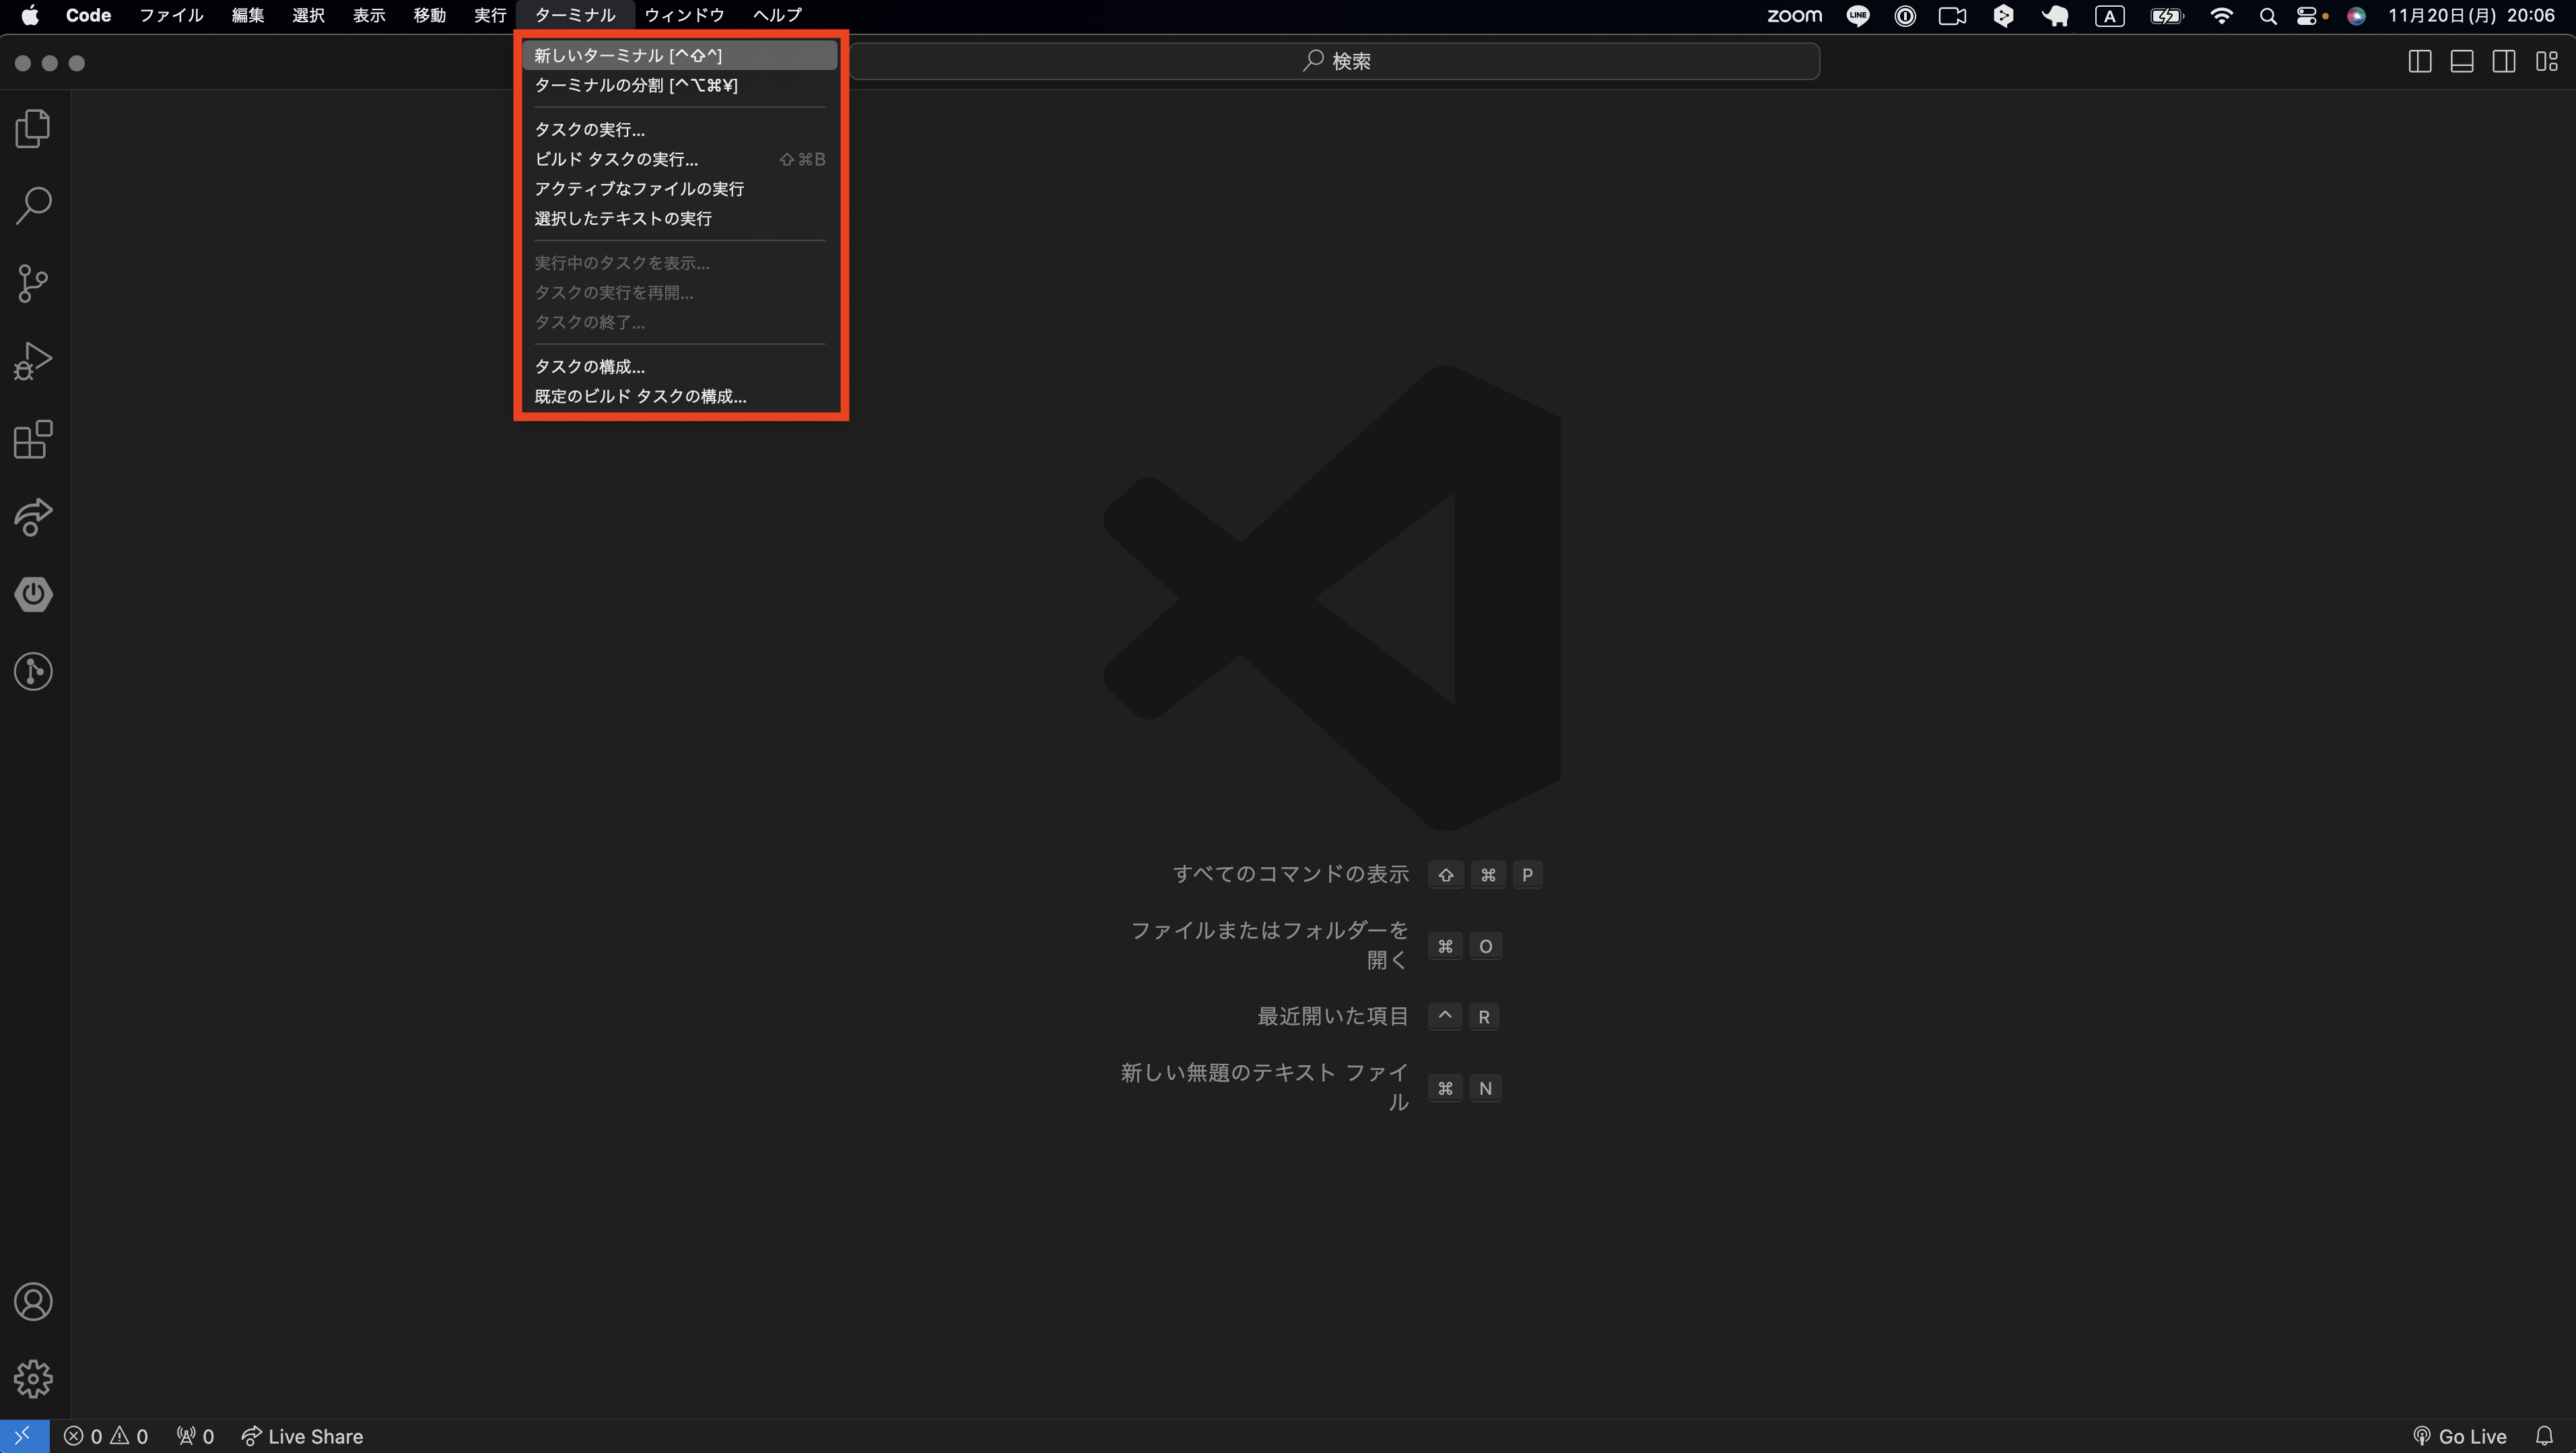 Code ファイル 編集 選択 表示 移動 実行 ターミナル ウィンドウ ヘルプ zoom LINE A 11月20日(月) 20:06
検索
新しいターミナル [^⇧^]
ターミナルの分割 [^⌥⌘¥]
タスクの実行...
ビルド タスクの実行... ⇧⌘B
アクティブなファイルの実行
選択したテキストの実行
実行中のタスクを表示...
タスクの実行を再開...
タスクの終了...
タスクの構成...
既定のビルド タスクの構成...
すべてのコマンドの表示 ⇧ ⌘ P
ファイルまたはフォルダーを
開く ⌘ O
最近開いた項目 ^ R
新しい無題のテキスト ファイ
ル ⌘ N
0 0 0 Live Share Go Live